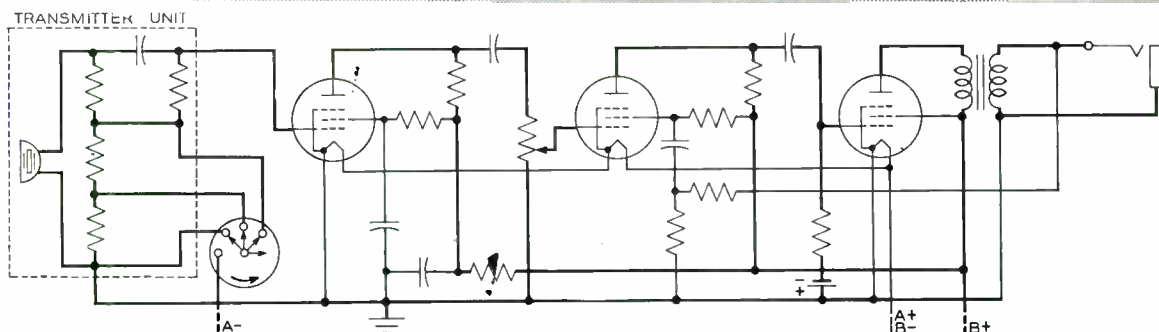 TRANSMITTER UNIT
- +
A-
A+
B-
B+